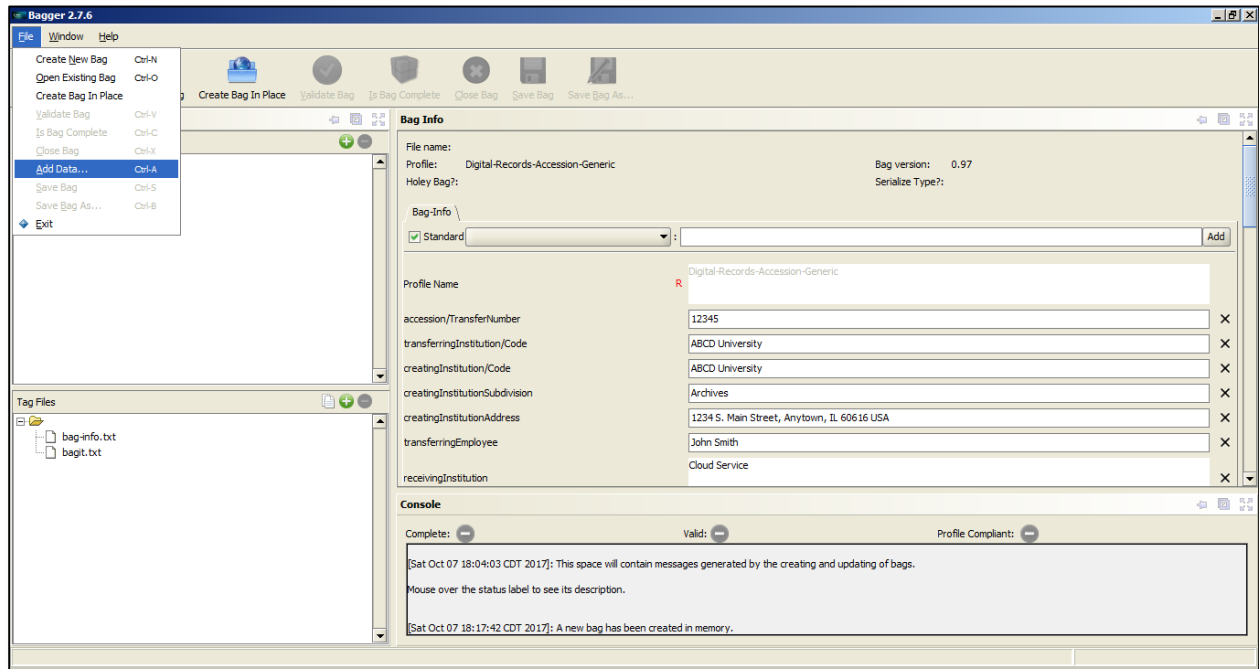 Bagger 2.7.6
File Window Help
Create New Bag Ctrl-N
Open Existing Bag Ctrl-O
Create Bag In Place
Validate Bag Ctrl-V
Is Bag Complete Ctrl-C
Close Bag Ctrl-X
Add Data... Ctrl-A
Save Bag Ctrl-S
Save Bag As... Ctrl-B
Exit
g Create Bag In Place Validate Bag Is Bag Complete Close Bag Save Bag Save Bag As...
Bag Info
File name:
Profile: Digital-Records-Accession-Generic Bag version: 0.97
Holey Bag?: Serialize Type?:
Bag-Info
Standard : Add
Profile Name R Digital-Records-Accession-Generic
accession/TransferNumber 12345
transferringInstitution/Code ABCD University
creatingInstitution/Code ABCD University
creatingInstitutionSubdivision Archives
creatingInstitutionAddress 1234 S. Main Street, Anytown, IL 60616 USA
transferringEmployee John Smith
receivingInstitution Cloud Service
Tag Files
bag-info.txt
bagit.txt
Console
Complete: Valid: Profile Compliant:
[Sat Oct 07 18:04:03 CDT 2017]: This space will contain messages generated by the creating and updating of bags.
Mouse over the status label to see its description.
[Sat Oct 07 18:17:42 CDT 2017]: A new bag has been created in memory.